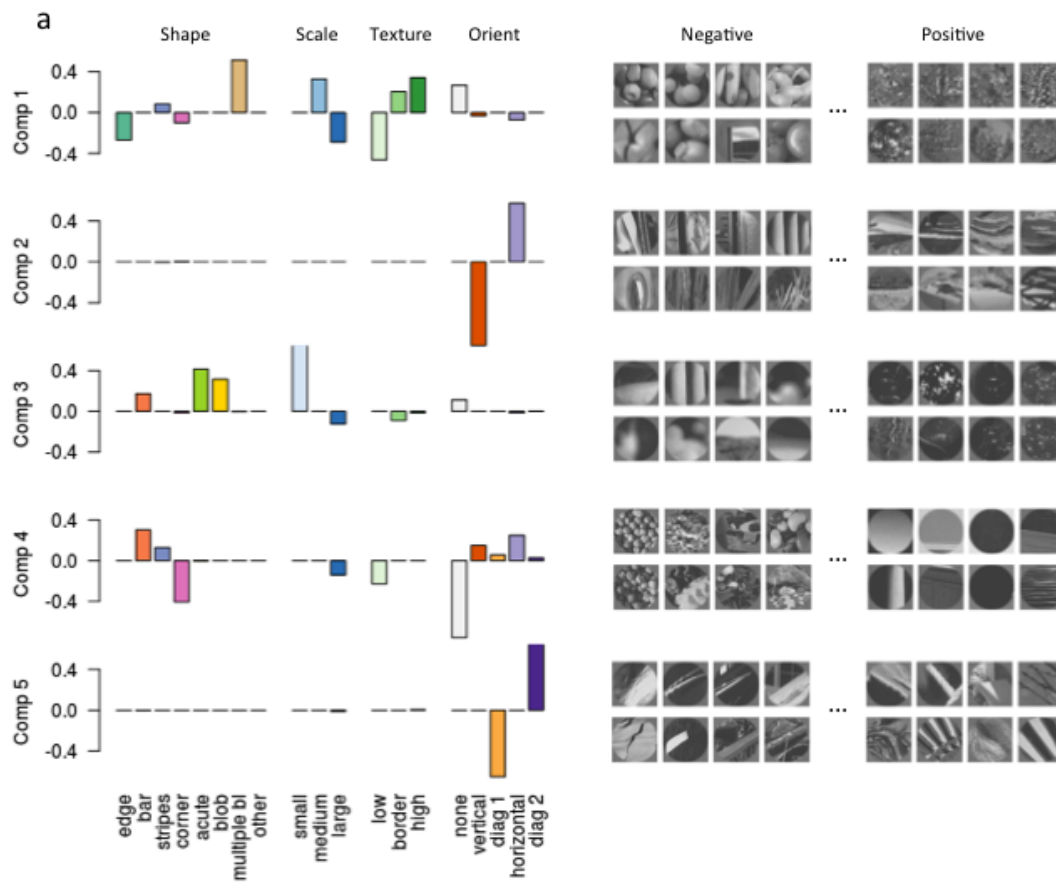 a
Shape Scale Texture Orient Negative Positive
Comp 1
0.4
0.0
-0.4
...
Comp 2
0.4
0.0
-0.4
...
Comp 3
0.4
0.0
-0.4
...
Comp 4
0.4
0.0
-0.4
...
Comp 5
0.4
0.0
-0.4
...
edge
bar
stripes
corner
acute
blob
multiple bl
other
small
medium
large
low
border
high
none
vertical
diag 1
horizontal
diag 2